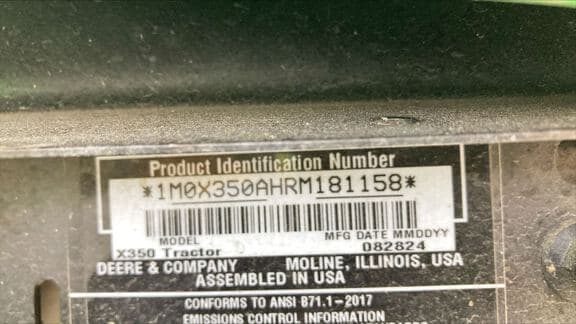 Product Identification Number
*1M0X350AHRM181158*
MODEL MFG DATE MMDDYY
X350 Tractor 082824
DEERE & COMPANY MOLINE, ILLINOIS, USA
ASSEMBLED IN USA
CONFORMS TO ANSI B71.1-2017
EMISSIONS CONTROL INFORMATION